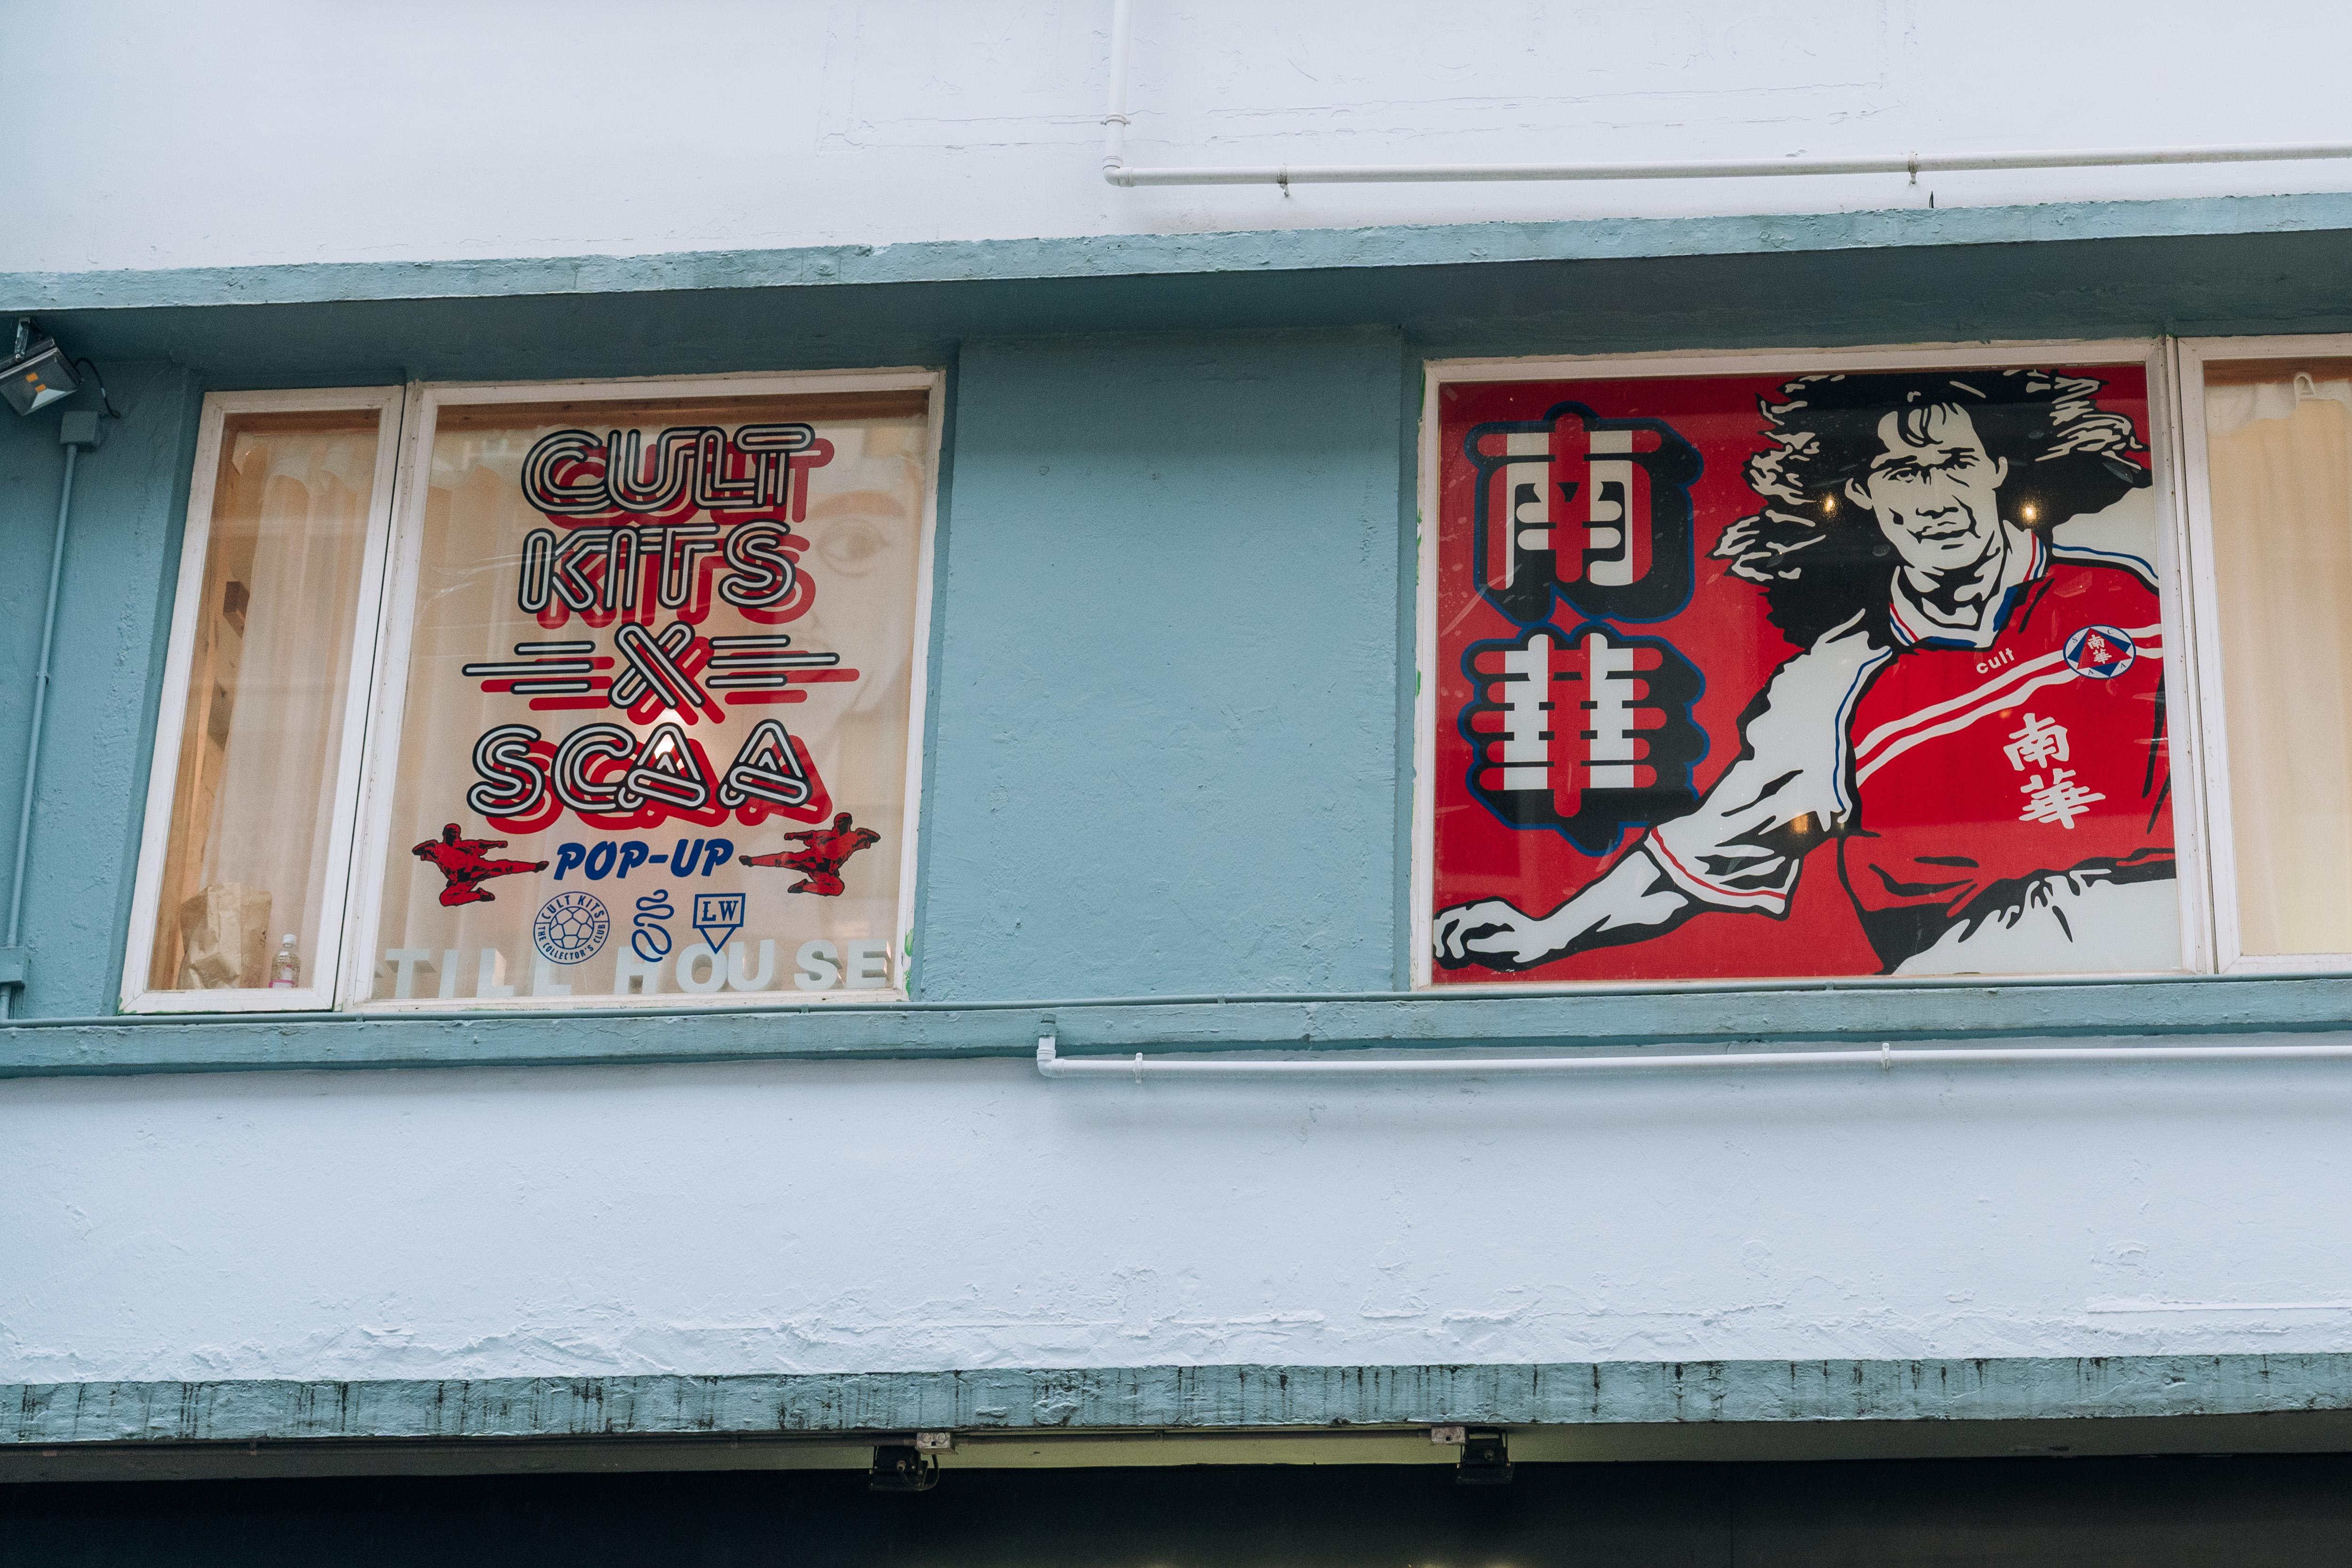 CULT
KITS
X
SCAA
POP-UP
CULT KITS
THE COLLECTOR'S CLUB
LW
TILL HOUSE
南
華
cult
南
華
南
華